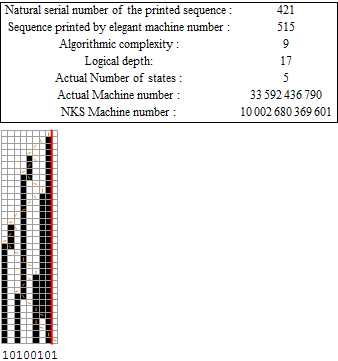 Natural serial number of the printed sequence : 421
Sequence printed by elegant machine number : 515
Algorithmic complexity : 9
Logical depth: 17
Actual Number of states : 5
Actual Machine number : 33 592 436 790
NKS Machine number : 10 002 680 369 601
10100101